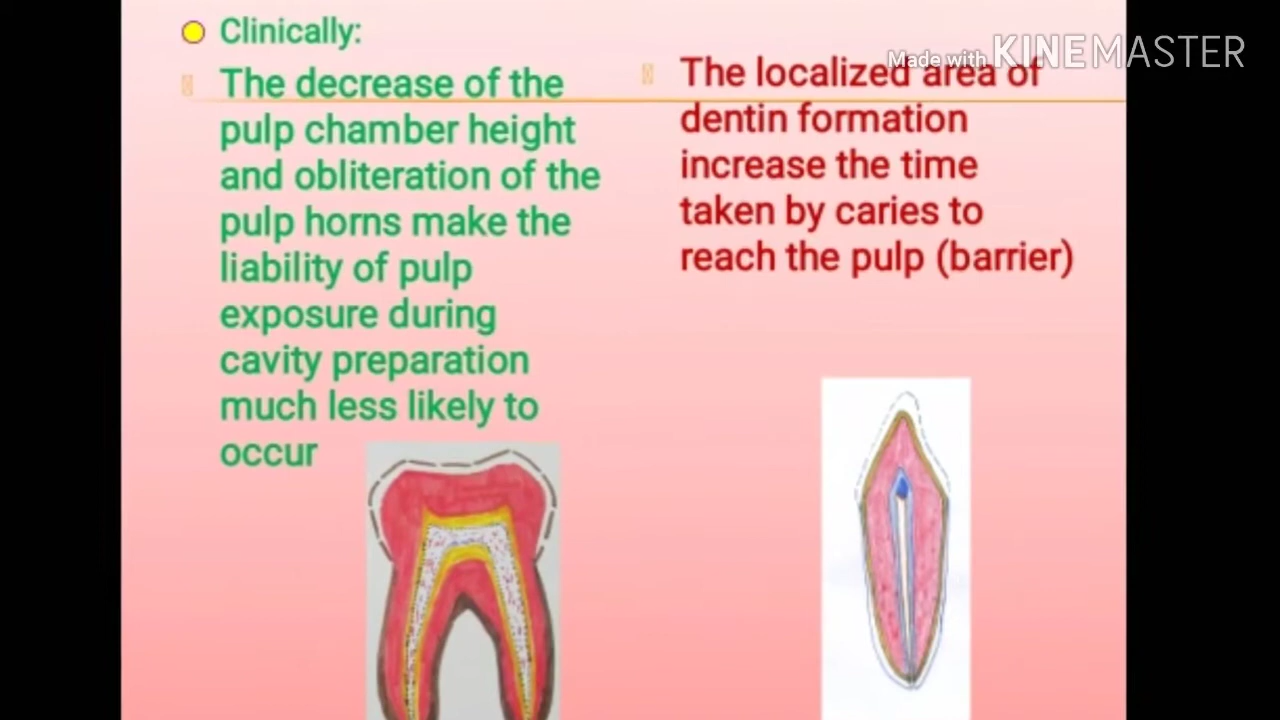 Clinically:
The decrease of the
pulp chamber height
and obliteration of the
pulp horns make the
liability of pulp
exposure during
cavity preparation
much less likely to
occur
Made with KINEMASTER
The localized area of
dentin formation
increase the time
taken by caries to
reach the pulp (barrier)